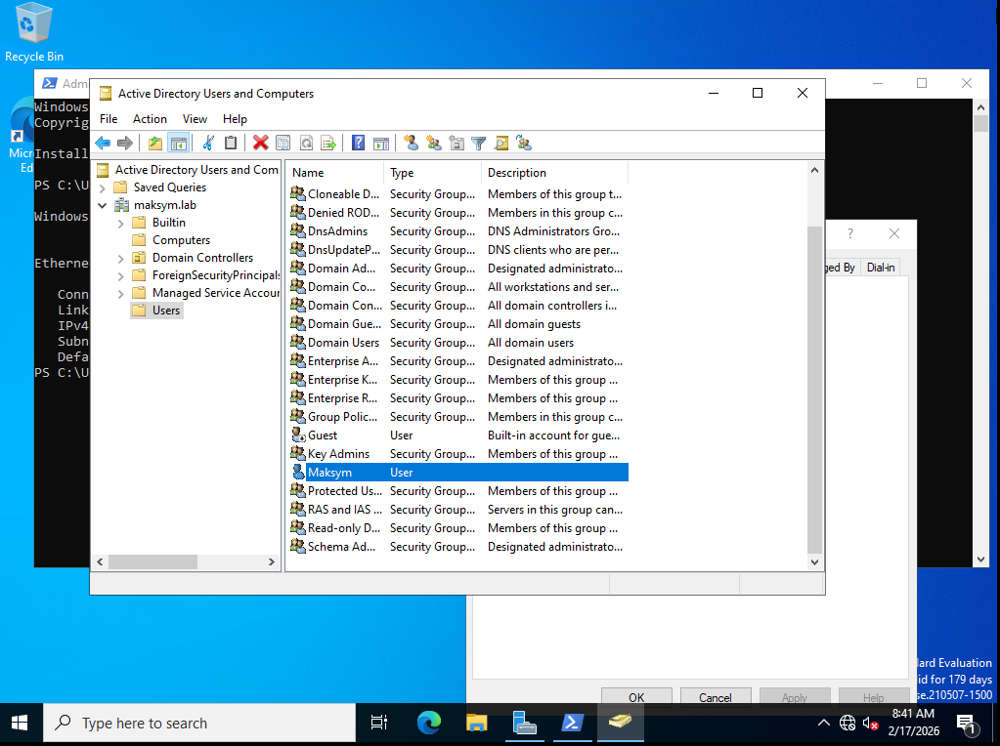 Recycle Bin
Adm
Windows
Copyrig
Micr
Ed
Install
PS C:\U
Windows
Etherne
Conn
Link
IPv4
Subn
Defa
PS C:\U
Active Directory Users and Computers
File Action View Help
Active Directory Users and Com
Saved Queries
maksym.lab
Builtin
Computers
Domain Controllers
ForeignSecurityPrincipals
Managed Service Accour
Users
Name Type Description
Cloneable D... Security Group... Members of this group t...
Denied ROD... Security Group... Members in this group c...
DnsAdmins Security Group... DNS Administrators Gro...
DnsUpdateP... Security Group... DNS clients who are per...
Domain Ad... Security Group... Designated administrato...
Domain Co... Security Group... All workstations and ser...
Domain Con... Security Group... All domain controllers i...
Domain Gue... Security Group... All domain guests
Domain Users Security Group... All domain users
Enterprise A... Security Group... Designated administrato...
Enterprise K... Security Group... Members of this group ...
Enterprise R... Security Group... Members of this group ...
Group Polic... Security Group... Members in this group c...
Guest User Built-in account for gue...
Key Admins Security Group... Members of this group ...
Maksym User
Protected Us... Security Group... Members of this group ...
RAS and IAS ... Security Group... Servers in this group can...
Read-only D... Security Group... Members of this group ...
Schema Ad... Security Group... Designated administrato...
ged By Dial-in
OK Cancel Apply Help
lard Evaluation
id for 179 days
se.210507-1500
Type here to search
8:41 AM
2/17/2026
1